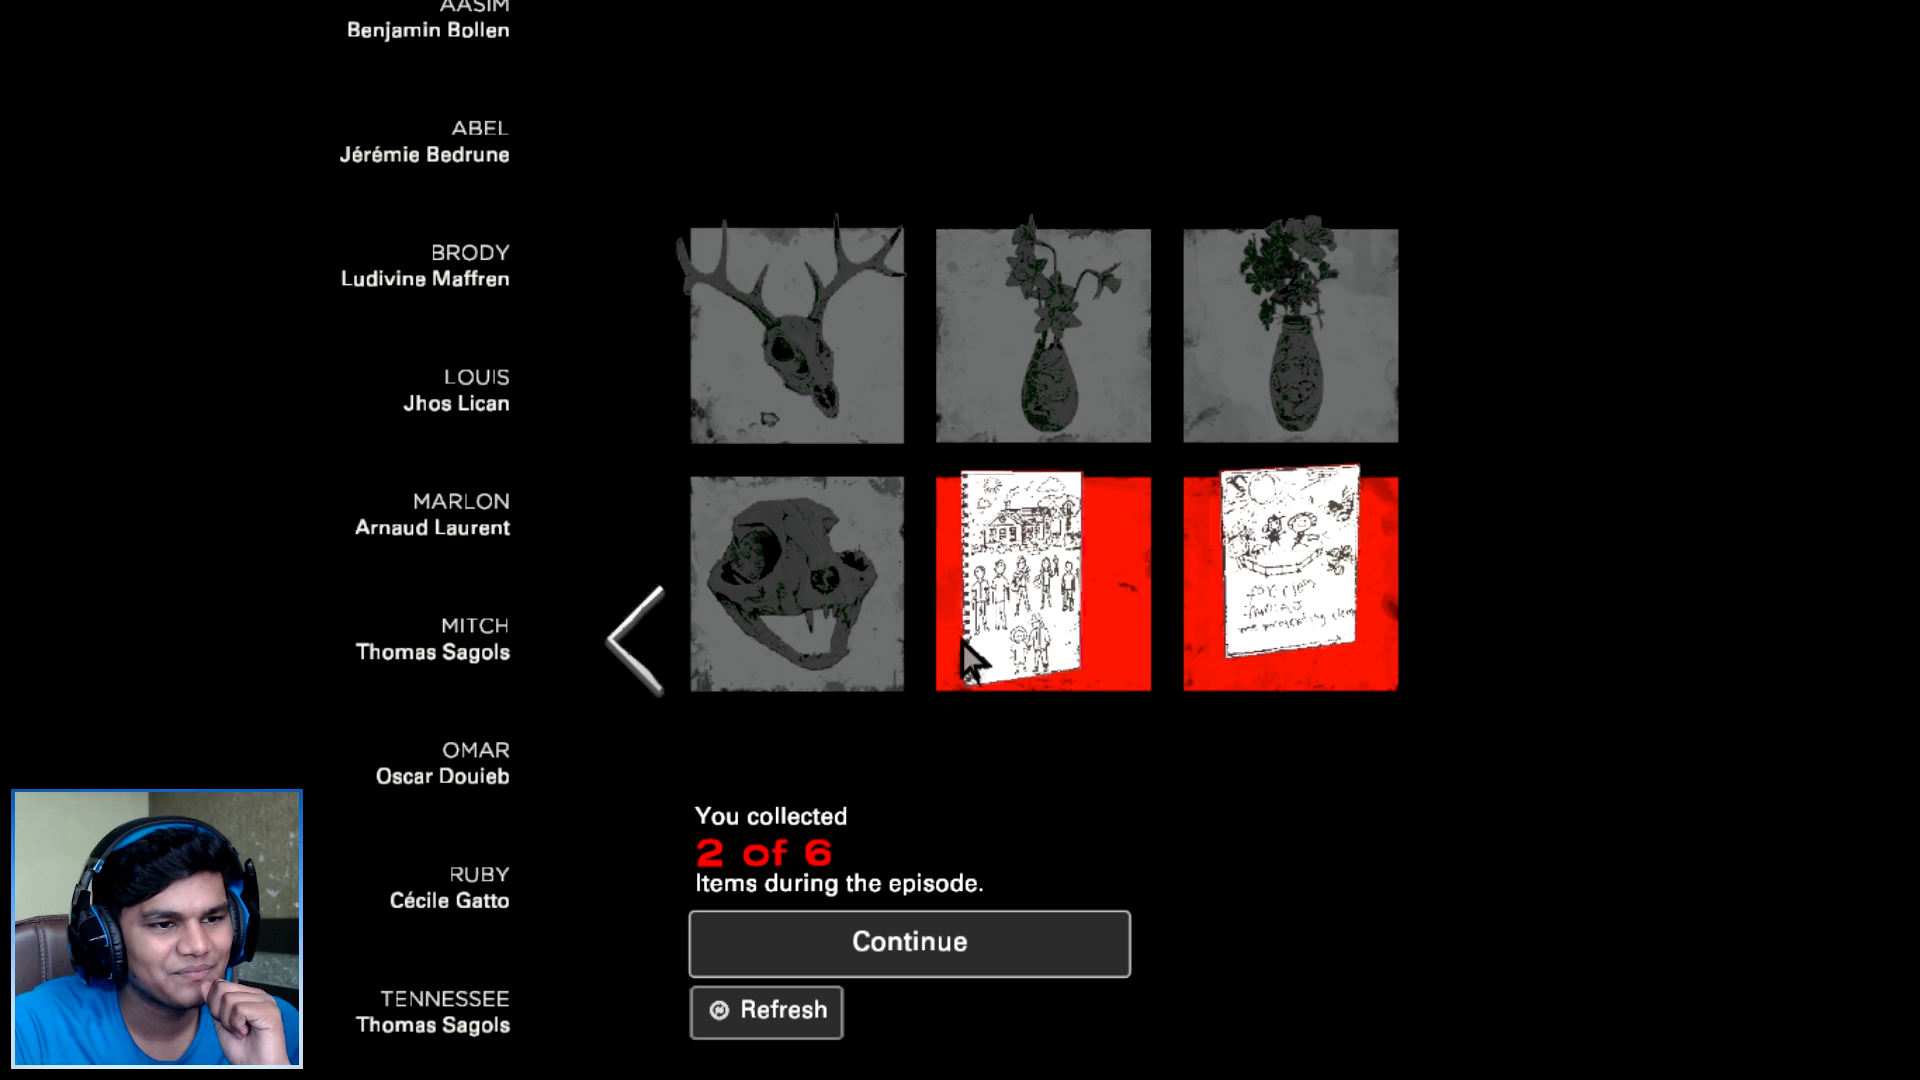 AASIM
Benjamin Bollen
ABEL
Jérémie Bedrune
BRODY
Ludivine Maffren
LOUIS
Jhos Lican
MARLON
Arnaud Laurent
MITCH
Thomas Sagols
OMAR
Oscar Douieb
RUBY
Cécile Gatto
TENNESSEE
Thomas Sagols
You collected
2 of 6
Items during the episode.
Continue
Refresh